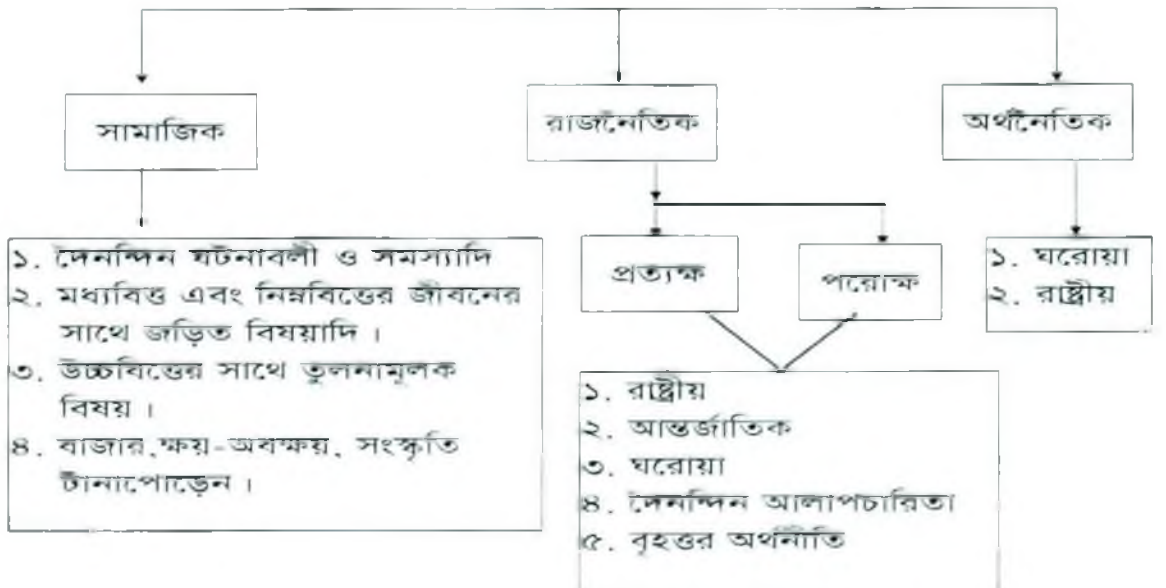 সামাজিক
রাজনৈতিক
অর্থনৈতিক
১. দৈনন্দিন ঘটনাবলী ও সমস্যাদি
২. মধ্যবিত্ত এবং নিম্নবিত্তের জীবনের
সাথে জড়িত বিষয়াদি ।
৩. উচ্চবিত্তের সাথে তুলনামূলক
বিষয় ।
৪. বাজার,ক্ষয়-অবক্ষয়, সংস্কৃতি
টানাপোড়েন ।
প্রত্যক্ষ
পরোক্ষ
১. রাষ্ট্রীয়
২. আন্তর্জাতিক
৩. ঘরোয়া
৪. দৈনন্দিন আলাপচারিতা
৫. বৃহত্তর অর্থনীতি
১. ঘরোয়া
২. রাষ্ট্রীয়